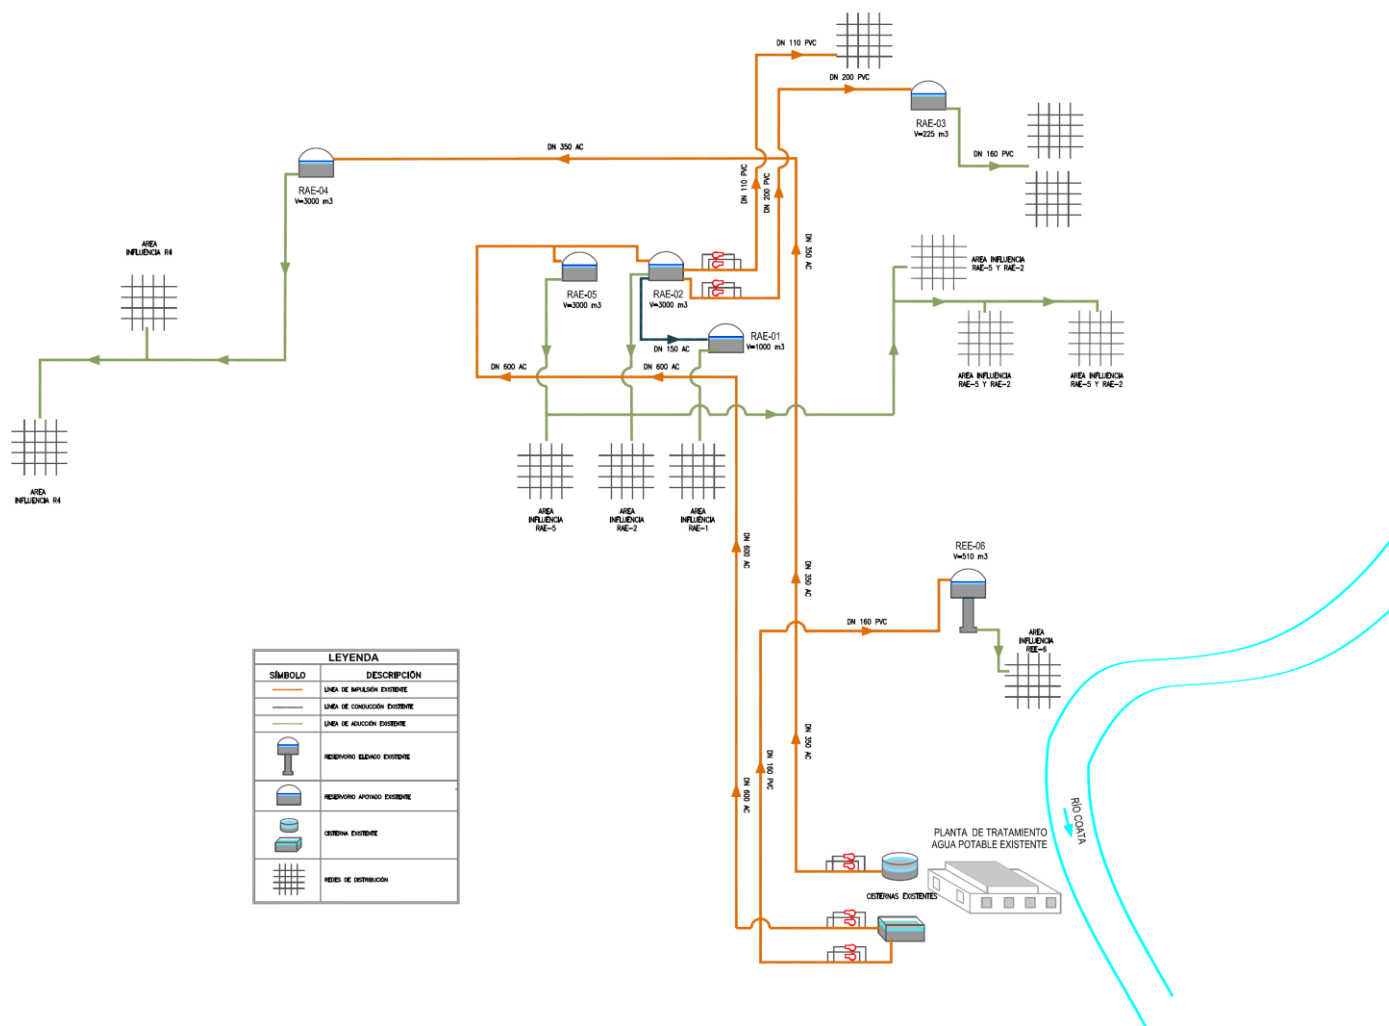 DN 110 PVC
DN 200 PVC
RAE-03
V=225 m3
DN 350 AC
DN 160 PVC
RAE-04
V=3000 m3
DN 110 PVC
DN 200 PVC
AREA
INFLUENCIA R4
DN 350 AC
AREA INFLUENCIA
RAE-5 Y RAE-2
RAE-05
V=3000 m3
RAE-02
V=3000 m3
RAE-01
V=1000 m3
DN 150 AC
DN 600 AC
DN 600 AC
AREA INFLUENCIA
RAE-5 Y RAE-2
AREA INFLUENCIA
RAE-5 Y RAE-2
AREA
INFLUENCIA R4
AREA
INFLUENCIA
RAE-5
AREA
INFLUENCIA
RAE-2
AREA
INFLUENCIA
RAE-1
DN 600 AC
DN 350 AC
REE-06
V=510 m3
DN 160 PVC
AREA
INFLUENCIA
REE-6
LEYENDA
SÍMBOLO DESCRIPCIÓN
LÍNEA DE IMPULSIÓN EXISTENTE
LÍNEA DE CONDUCCIÓN EXISTENTE
LÍNEA DE ADUCCIÓN EXISTENTE
RESERVORIO ELEVADO EXISTENTE
RESERVORIO APOYADO EXISTENTE
CISTERNA EXISTENTE
REDES DE DISTRIBUCIÓN
DN 350 AC
DN 160 PVC
DN 600 AC
RÍO COATA
PLANTA DE TRATAMIENTO
AGUA POTABLE EXISTENTE
CISTERNAS EXISTENTES